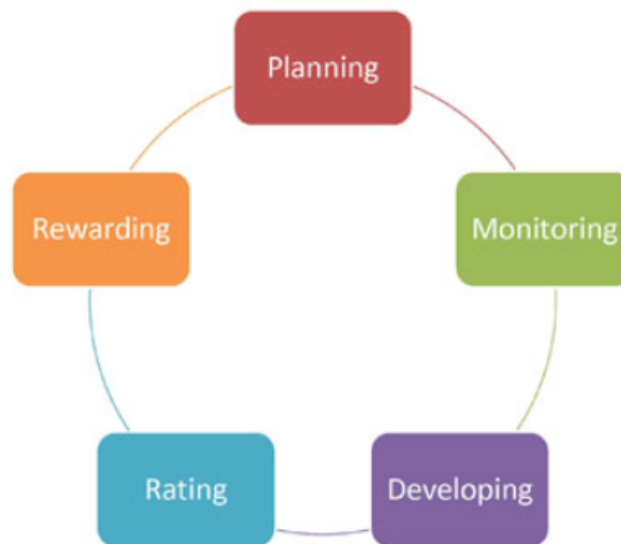 Planning
Monitoring
Developing
Rating
Rewarding